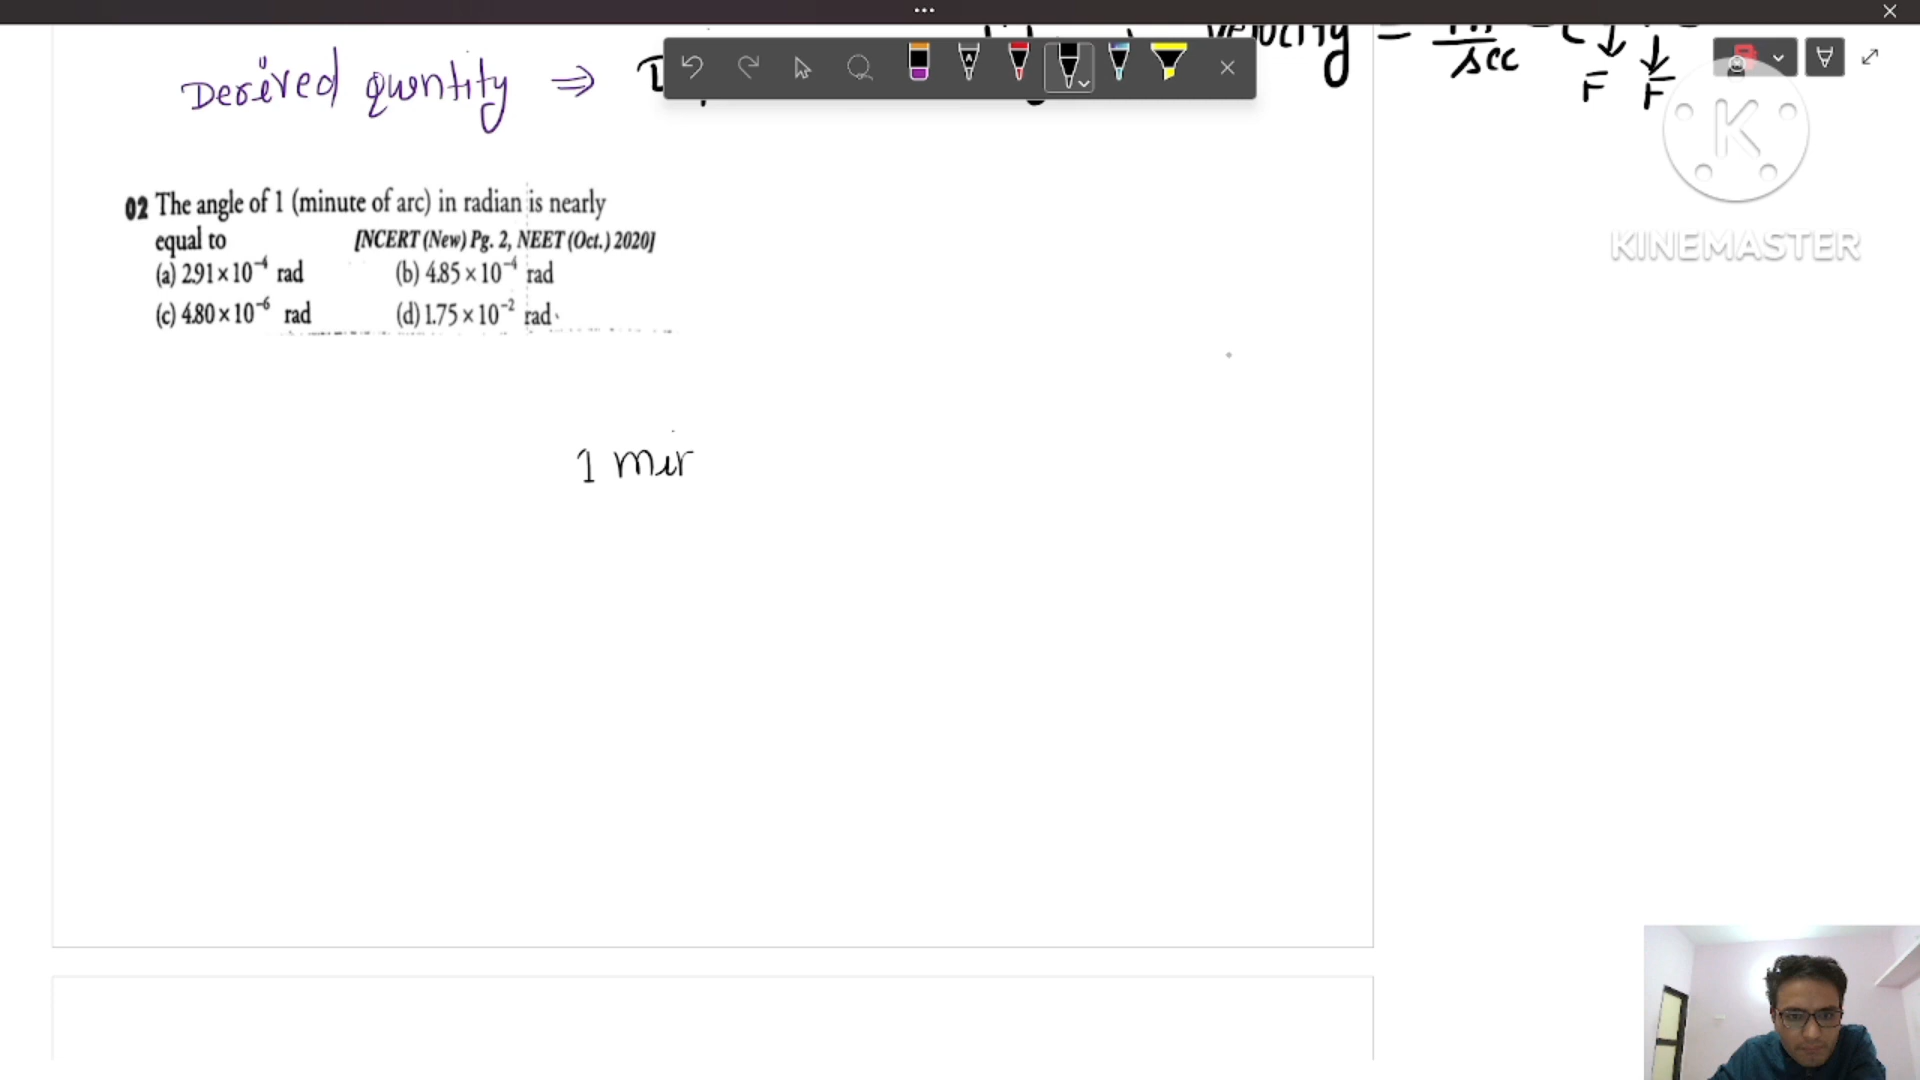 velocity = m/sec
Derived quantity ⇒
F F
K
KINEMASTER
02 The angle of 1 (minute of arc) in radian is nearly
equal to [NCERT (New) Pg. 2, NEET (Oct.) 2020]
(a) 2.91 × 10⁻⁴ rad (b) 4.85 × 10⁻⁴ rad
(c) 4.80 × 10⁻⁶ rad (d) 1.75 × 10⁻² rad
1 min